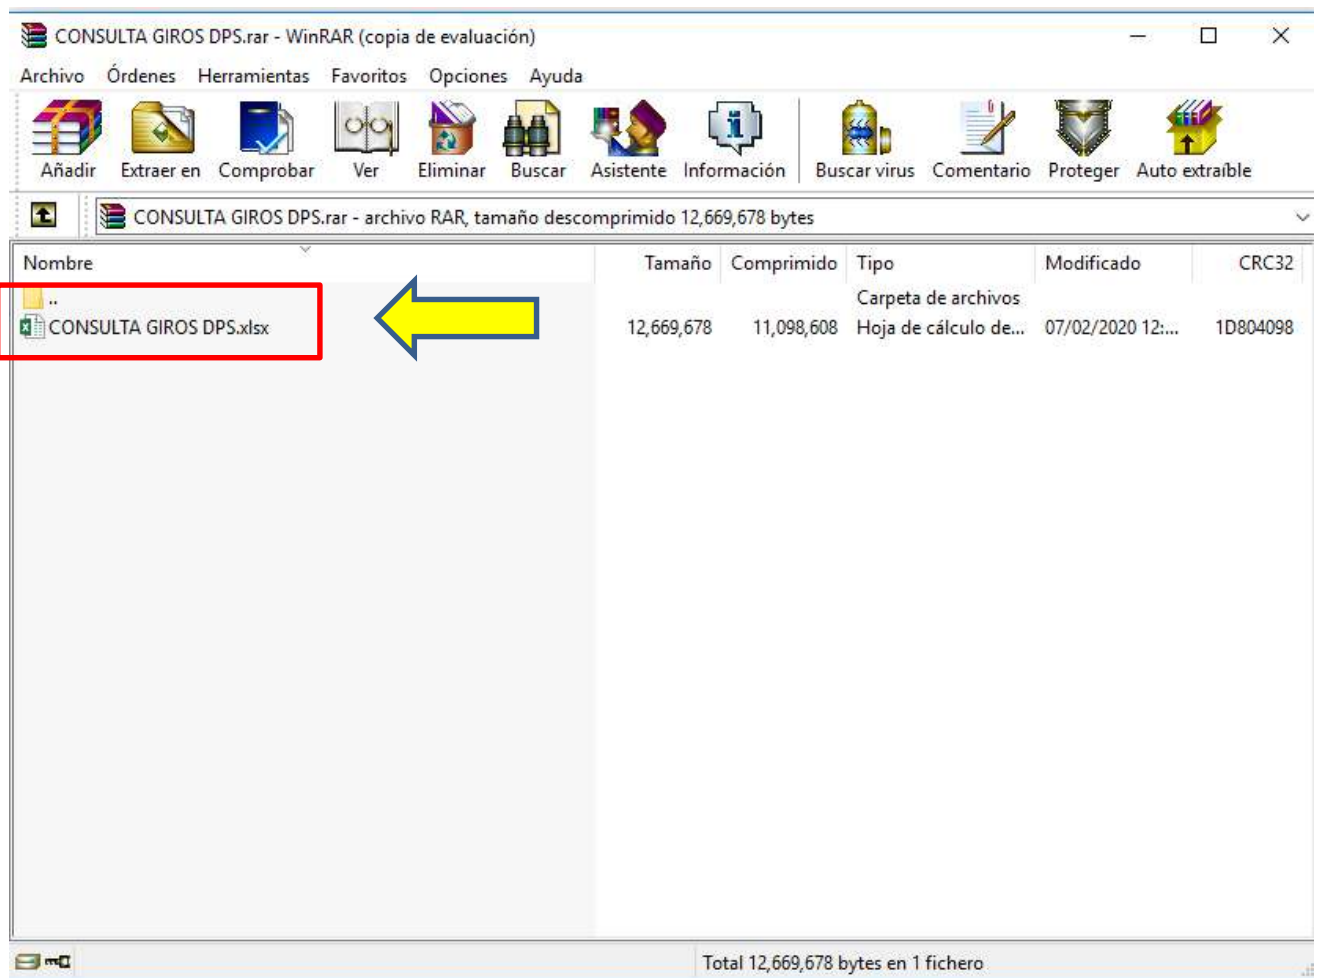 CONSULTA GIROS DPS.rar - WinRAR (copia de evaluación)
Archivo Órdenes Herramientas Favoritos Opciones Ayuda
Añadir Extraer en Comprobar Ver Eliminar Buscar Asistente Información Buscar virus Comentario Proteger Auto extraíble
CONSULTA GIROS DPS.rar - archivo RAR, tamaño descomprimido 12,669,678 bytes
Nombre Tamaño Comprimido Tipo Modificado CRC32
.. Carpeta de archivos
CONSULTA GIROS DPS.xlsx 12,669,678 11,098,608 Hoja de cálculo de... 07/02/2020 12:... 1D804098
Total 12,669,678 bytes en 1 fichero